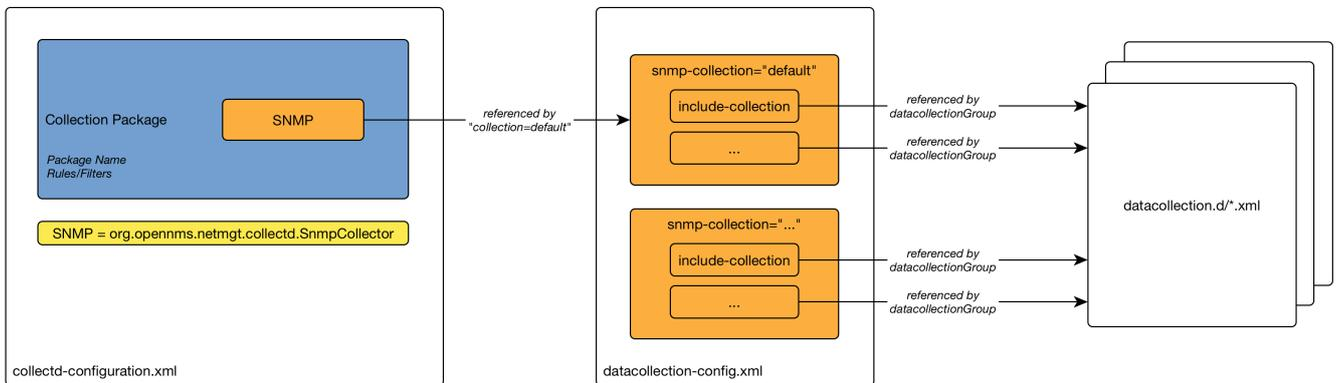 Collection Package
SNMP
Package Name
Rules/Filters
SNMP = org.opennms.netmgt.collectd.SnmpCollector
collectd-configuration.xml
referenced by
"collection=default"
snmp-collection="default"
include-collection
...
snmp-collection="..."
include-collection
...
datacollection-config.xml
referenced by
datacollectionGroup
referenced by
datacollectionGroup
referenced by
datacollectionGroup
referenced by
datacollectionGroup
datacollection.d/*.xml